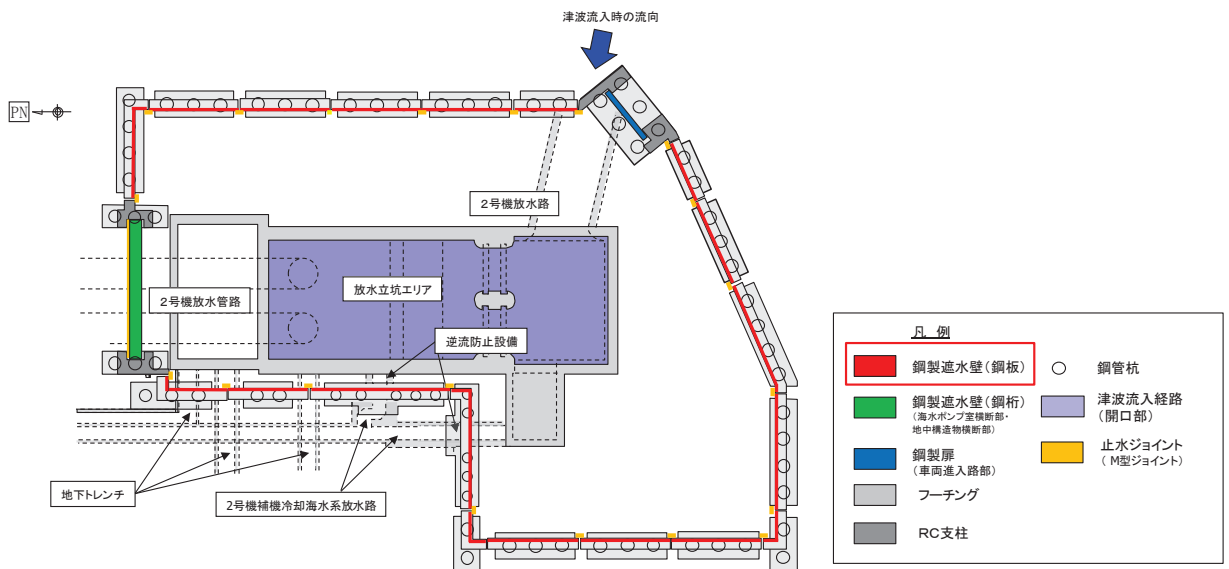 津波流入時の流向
PN
2号機放水路
2号機放水管路
放水立坑エリア
逆流防止設備
地下トレンチ
2号機補機冷却海水系放水路
凡 例
鋼製遮水壁(鋼板)
鋼製遮水壁(鋼桁)
(海水ポンプ室横断部・
地中構造物横断部)
鋼製扉
(車両進入路部)
フーチング
RC支柱
鋼管杭
津波流入経路
(開口部)
止水ジョイント
(M型ジョイント)